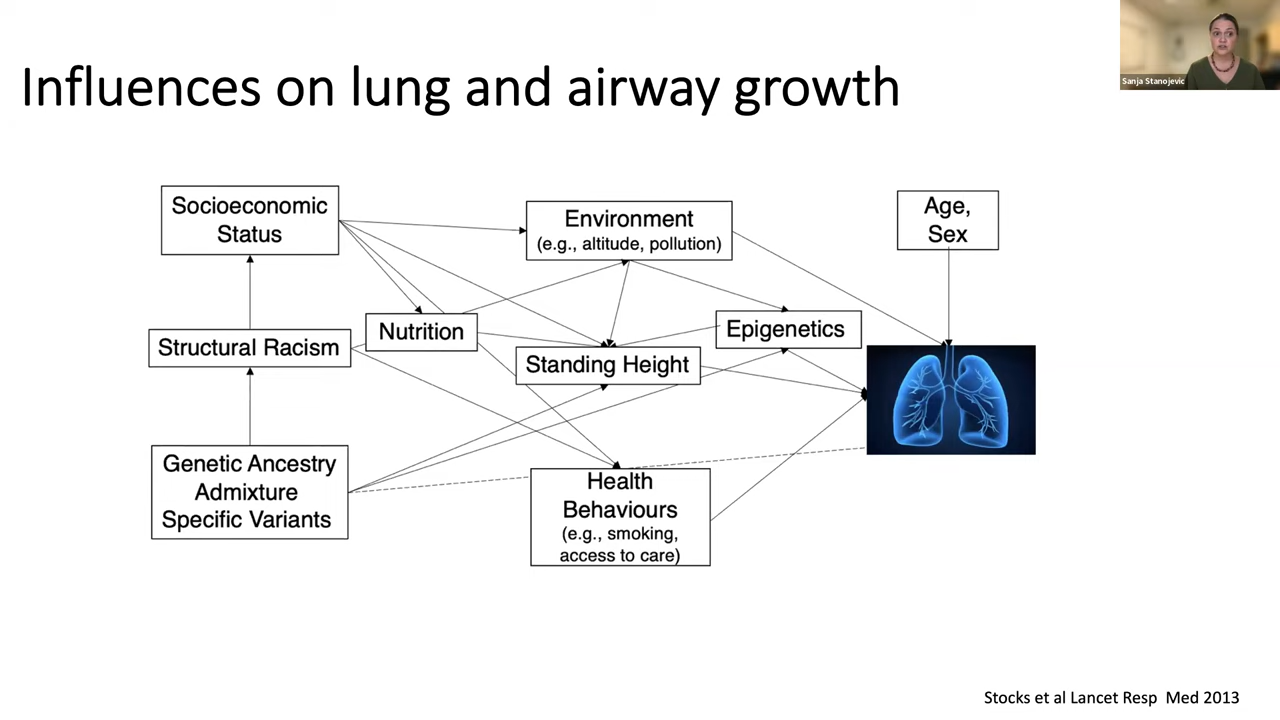 Sanja Stanojevic
Influences on lung and airway growth
Socioeconomic
Status
Environment
(e.g., altitude, pollution)
Age,
Sex
Nutrition
Epigenetics
Structural Racism
Standing Height
Genetic Ancestry
Admixture
Specific Variants
Health
Behaviours
(e.g., smoking,
access to care)
Stocks et al Lancet Resp  Med 2013